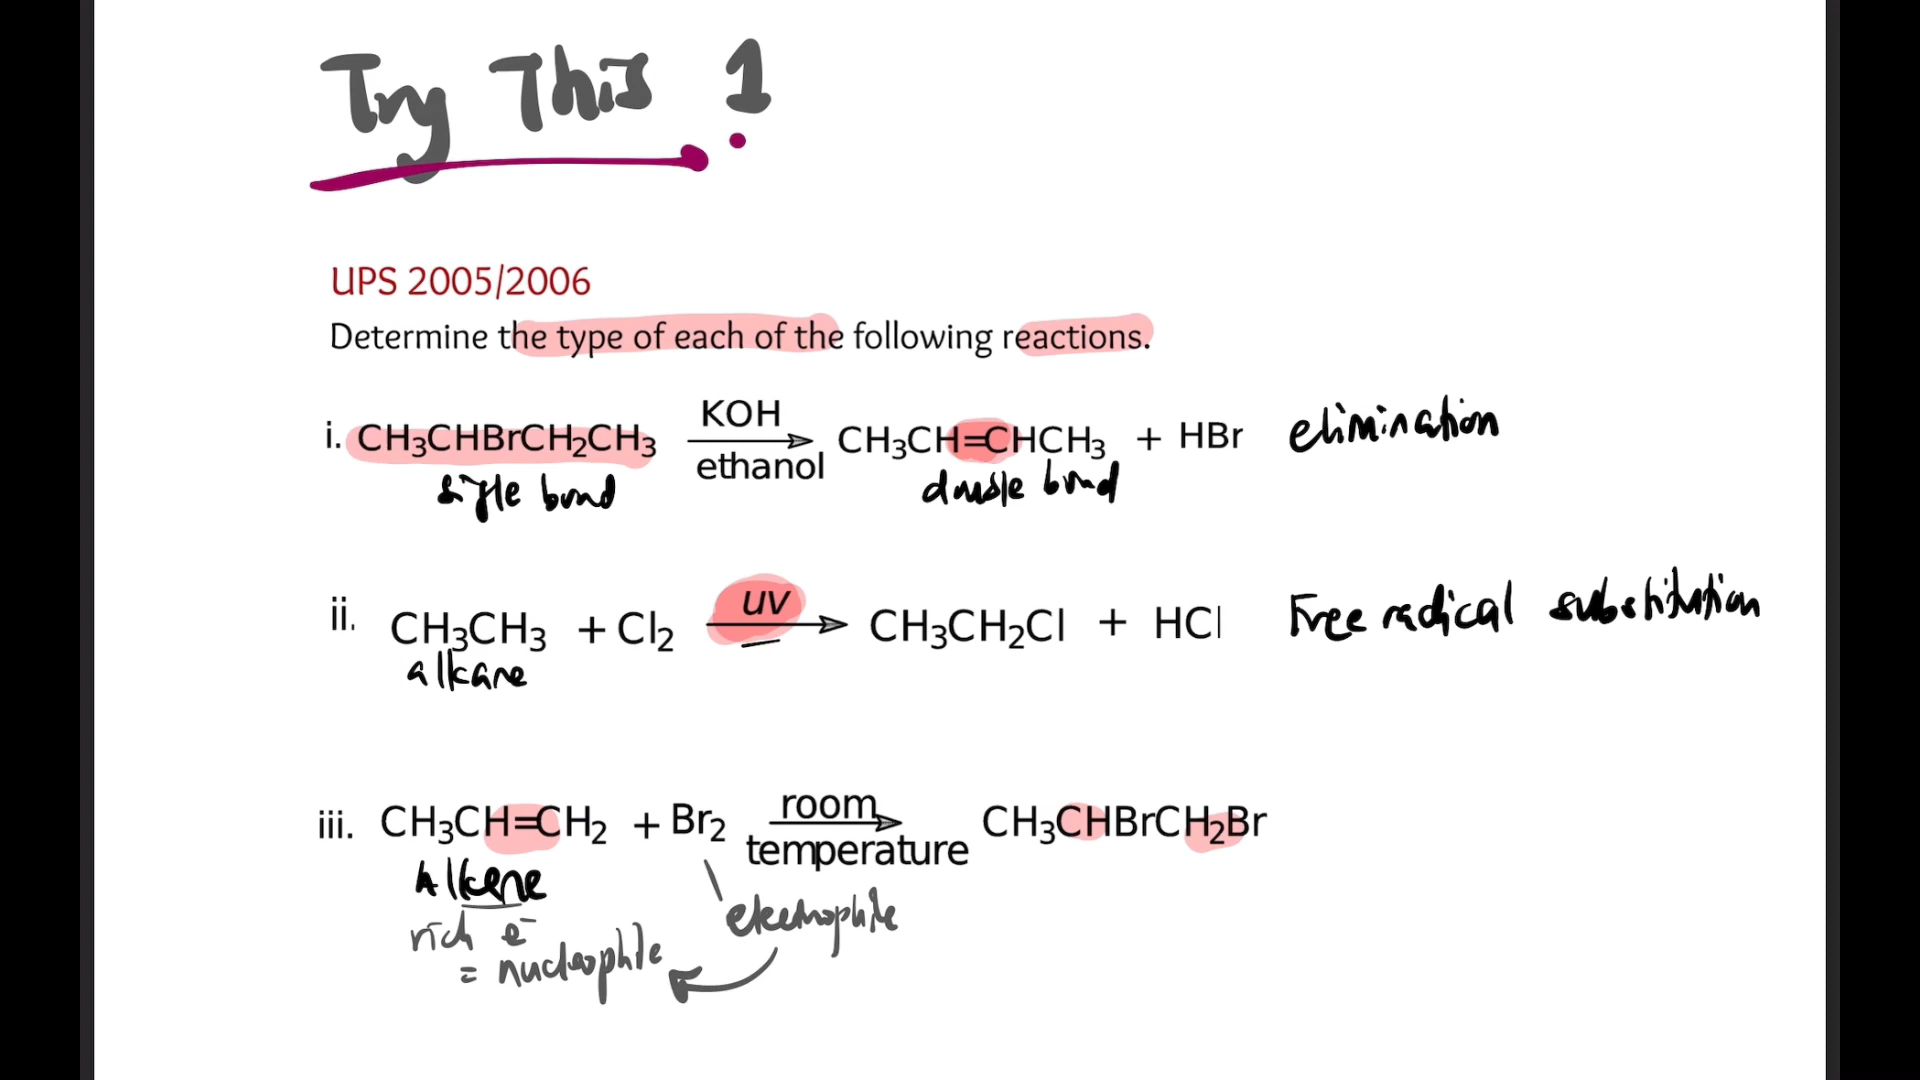 Try This 1
UPS 2005/2006
Determine the type of each of the following reactions.
KOH
i. CH₃CHBrCH₂CH₃ → CH₃CH=CHCH₃ + HBr elimination
ethanol
single bond double bond
uv
ii. CH₃CH₃ + Cl₂ → CH₃CH₂Cl + HCl Free radical substitution
alkane
room
iii. CH₃CH=CH₂ + Br₂ → CH₃CHBrCH₂Br
temperature
Alkene
rich e⁻ electrophile
= nucleophile